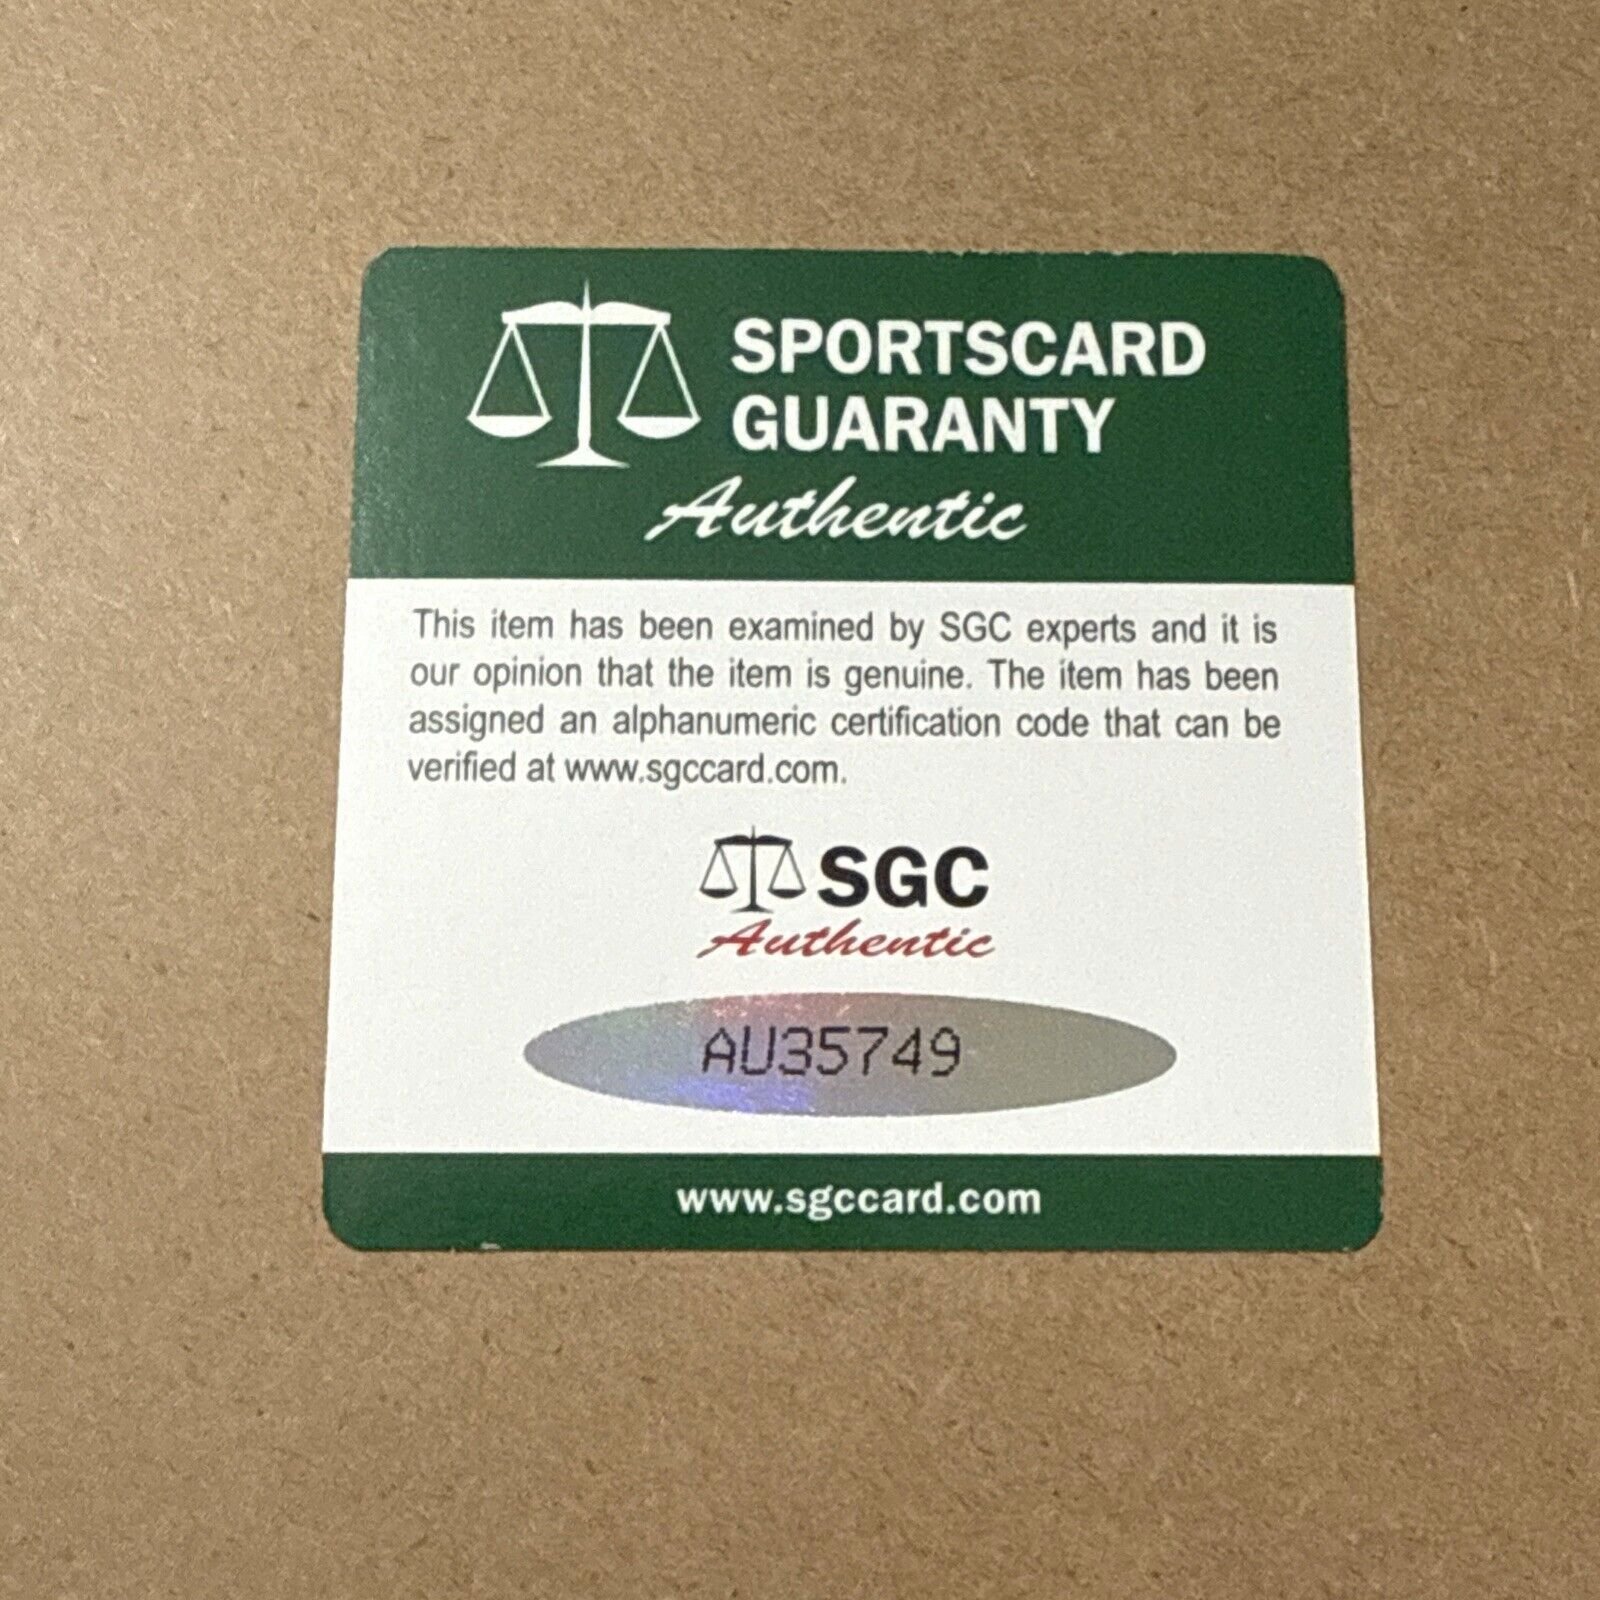 SPORTSCARD
GUARANTY
Authentic
This item has been examined by SGC experts and it is
our opinion that the item is genuine. The item has been
assigned an alphanumeric certification code that can be
verified at www.sgccard.com.
SGC
Authentic
AU35749
www.sgccard.com